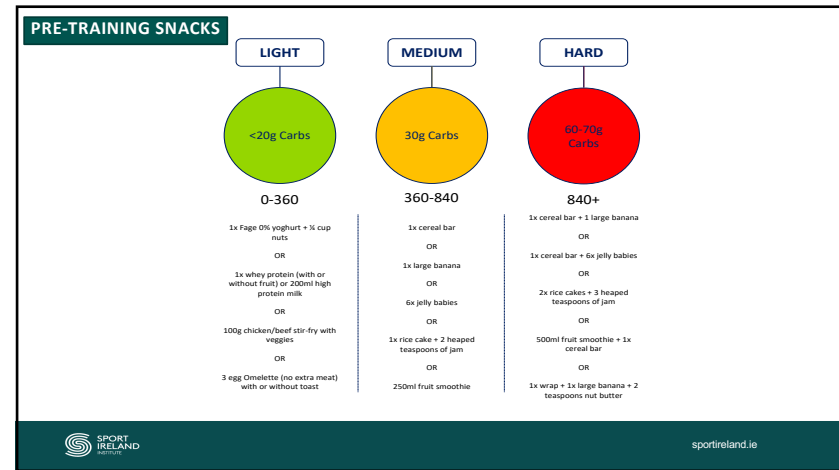 PRE-TRAINING SNACKS
LIGHT
<20g Carbs
0-360
1x Fage 0% yoghurt + ¼ cup
nuts
OR
1x whey protein (with or
without fruit) or 200ml high
protein milk
OR
100g chicken/beef stir-fry with
veggies
OR
3 egg Omelette (no extra meat)
with or without toast
MEDIUM
30g Carbs
360-840
1x cereal bar
OR
1x large banana
OR
6x jelly babies
OR
1x rice cake + 2 heaped
teaspoons of jam
OR
250ml fruit smoothie
HARD
60-70g
Carbs
840+
1x cereal bar + 1 large banana
OR
1x cereal bar + 6x jelly babies
OR
2x rice cakes + 3 heaped
teaspoons of jam
OR
500ml fruit smoothie + 1x
cereal bar
OR
1x wrap + 1x large banana + 2
teaspoons nut butter
SPORT
IRELAND
INSTITUTE
sportireland.ie